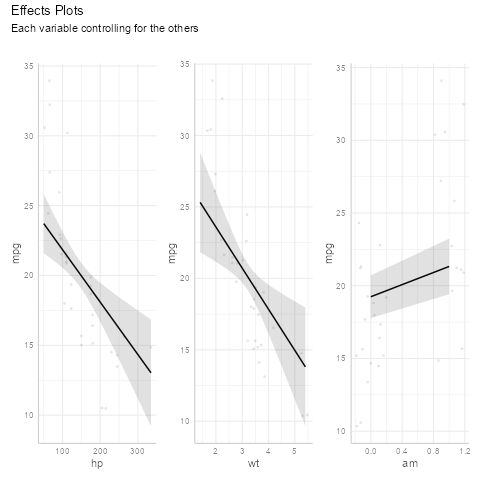 Effects Plots
Each variable controlling for the others
35
30
25
20
15
10
mpg
100 200 300
hp
35
30
25
20
15
10
mpg
2 3 4 5
wt
35
30
25
20
15
10
mpg
0.0 0.4 0.8 1.2
am